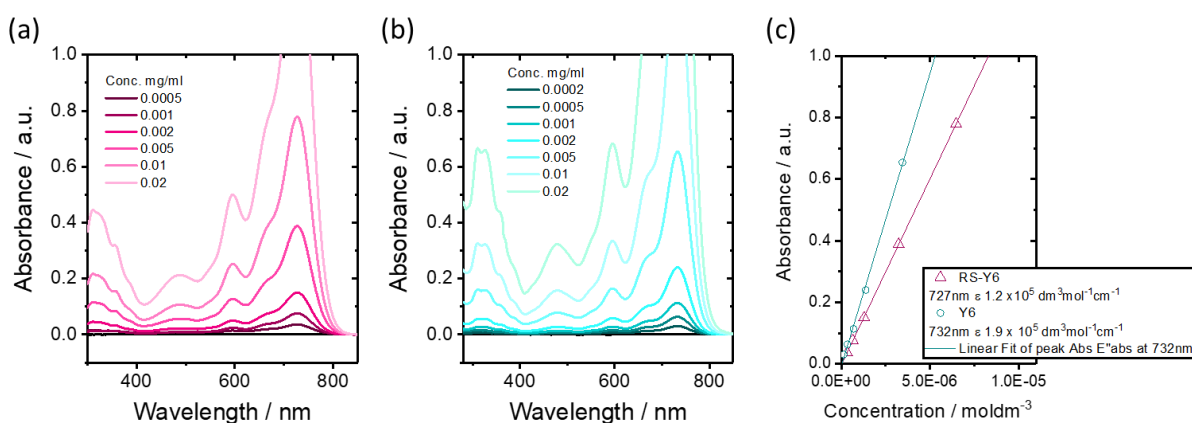 (a)
Absorbance / a.u.
1.0
0.8
0.6
0.4
0.2
0.0
Conc. mg/ml
0.0005
0.001
0.002
0.005
0.01
0.02
400
600
800
Wavelength / nm
(b)
Absorbance / a.u.
1.0
0.8
0.6
0.4
0.2
0.0
Conc. mg/ml
0.0002
0.0005
0.001
0.002
0.005
0.01
0.02
400
600
800
Wavelength / nm
(c)
Absorbance / a.u.
1.0
0.8
0.6
0.4
0.2
0.0
RS-Y6
727nm ε 1.2 x10⁵ dm³mol⁻¹cm⁻¹
Y6
732nm ε 1.9 x 10⁵ dm³mol⁻¹cm⁻¹
Linear Fit of peak Abs E"abs at 732nm
0.0E+00
5.0E-06
1.0E-05
Concentration / moldm⁻³